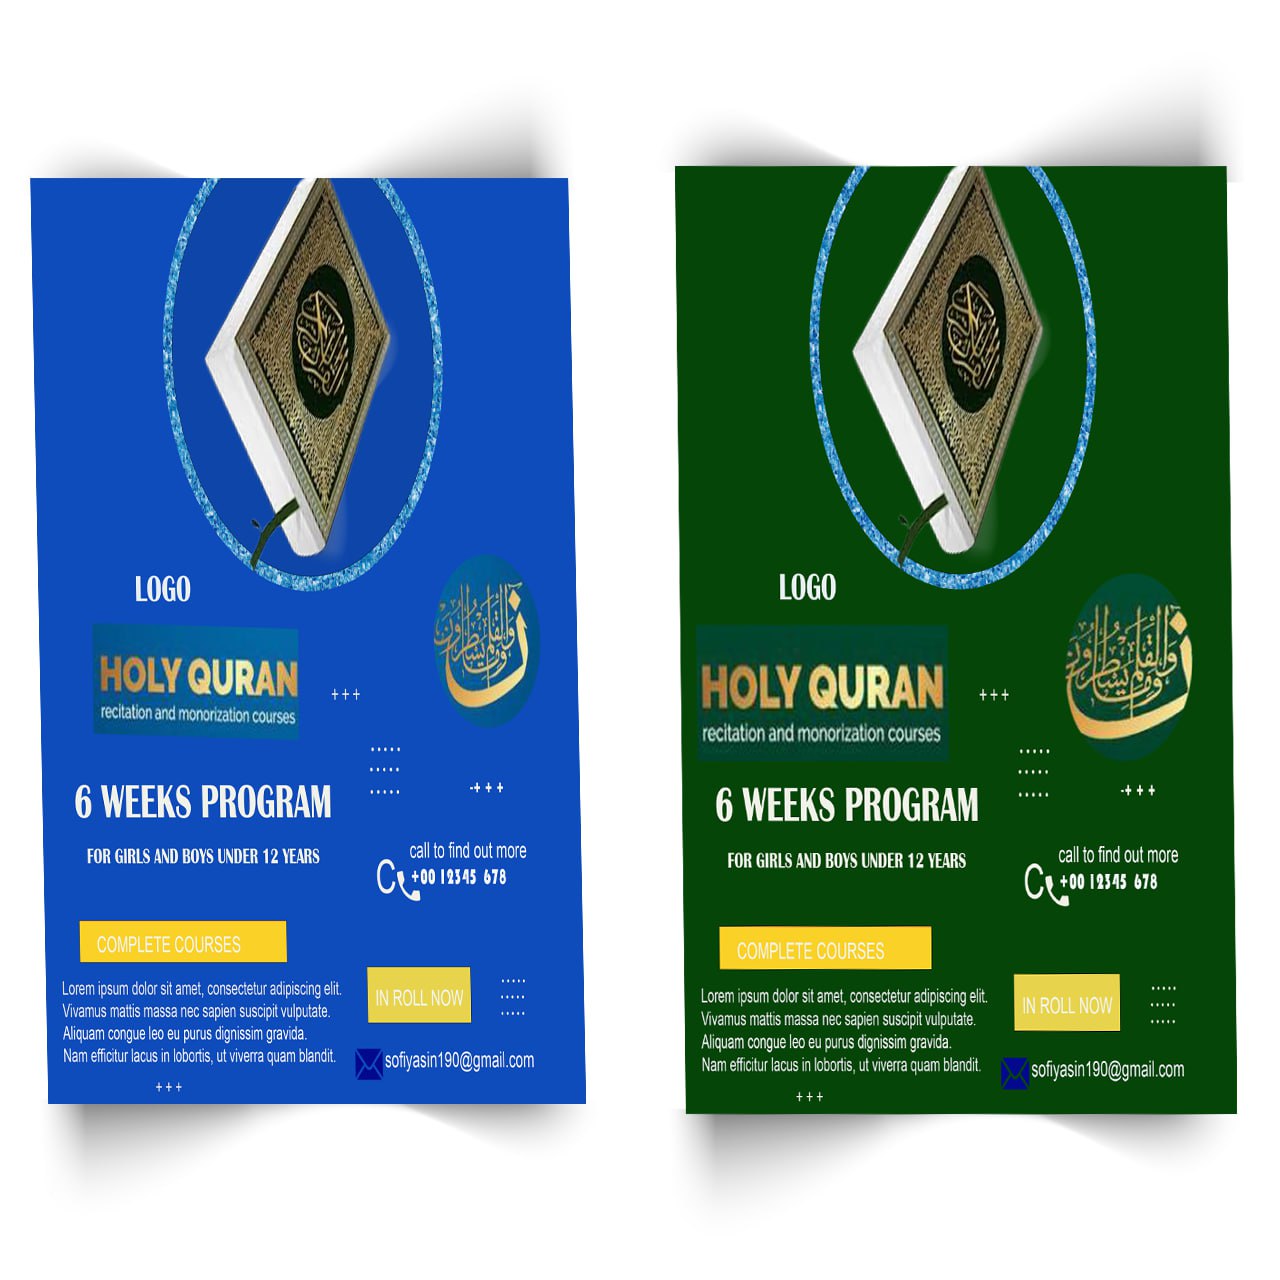 LOGO
HOLY QURAN
recitation and monorization courses
+ + +
ن والقلم وما يسطرون
6 WEEKS PROGRAM
FOR GIRLS AND BOYS UNDER 12 YEARS
-+ + +
call to find out more
+00 12345 678
COMPLETE COURSES
Lorem ipsum dolor sit amet, consectetur adipiscing elit.
Vivamus mattis massa nec sapien suscipit vulputate.
Aliquam congue leo eu purus dignissim gravida.
Nam efficitur lacus in lobortis, ut viverra quam blandit.
+ + +
IN ROLL NOW
sofiyasin190@gmail.com
LOGO
HOLY QURAN
recitation and monorization courses
+ + +
ن والقلم وما يسطرون
6 WEEKS PROGRAM
FOR GIRLS AND BOYS UNDER 12 YEARS
-+ + +
call to find out more
+00 12345 678
COMPLETE COURSES
Lorem ipsum dolor sit amet, consectetur adipiscing elit.
Vivamus mattis massa nec sapien suscipit vulputate.
Aliquam congue leo eu purus dignissim gravida.
Nam efficitur lacus in lobortis, ut viverra quam blandit.
+ + +
IN ROLL NOW
sofiyasin190@gmail.com